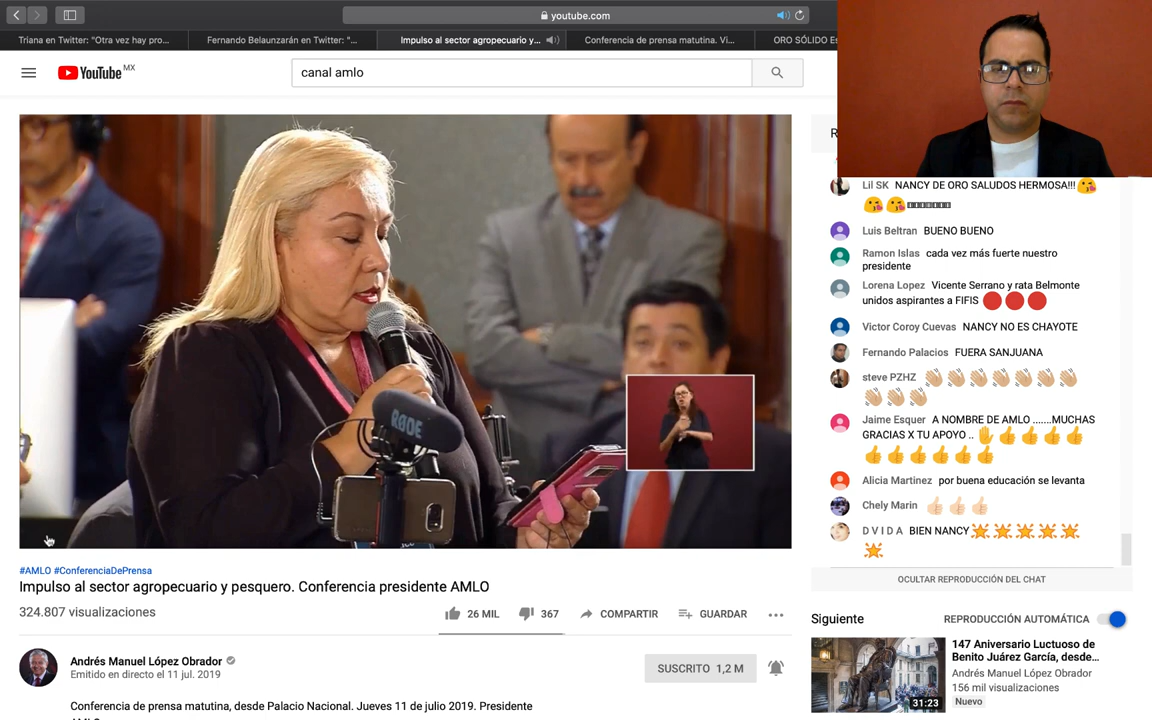 youtube.com
Triana en Twitter: "Otra vez hay pro...
Fernando Belaunzarán en Twitter: "...
Impulso al sector agropecuario y...
Conferencia de prensa matutina. Vi...
ORO SÓLIDO Es
YouTube MX
canal amlo
R
Lil SK NANCY DE ORO SALUDOS HERMOSA!!! 😘
😘😘
Luis Beltran BUENO BUENO
Ramon Islas cada vez más fuerte nuestro
presidente
Lorena Lopez Vicente Serrano y rata Belmonte
unidos aspirantes a FIFIS 🔴🔴🔴
Victor Coroy Cuevas NANCY NO ES CHAYOTE
Fernando Palacios FUERA SANJUANA
steve PZHZ 👏🏼👏🏼👏🏼👏🏼👏🏼👏🏼👏🏼
👏🏼👏🏼👏🏼
Jaime Esquer A NOMBRE DE AMLO .......MUCHAS
GRACIAS X TU APOYO .. ✋👍👍👍👍
👍👍👍👍👍👍
Alicia Martinez por buena educación se levanta
Chely Marin 👍🏻👍🏻👍🏻
D V I D A BIEN NANCY🌟🌟🌟🌟🌟
🌟
OCULTAR REPRODUCCIÓN DEL CHAT
RØDE
#AMLO #ConferenciaDePrensa
Impulso al sector agropecuario y pesquero. Conferencia presidente AMLO
324.807 visualizaciones
26 MIL
367
COMPARTIR
GUARDAR
Andrés Manuel López Obrador
Emitido en directo el 11 jul. 2019
SUSCRITO 1,2 M
Conferencia de prensa matutina, desde Palacio Nacional. Jueves 11 de julio 2019. Presidente
AMLO
Siguiente
REPRODUCCIÓN AUTOMÁTICA
147 Aniversario Luctuoso de
Benito Juárez García, desde...
Andrés Manuel López Obrador
156 mil visualizaciones
Nuevo
31:23